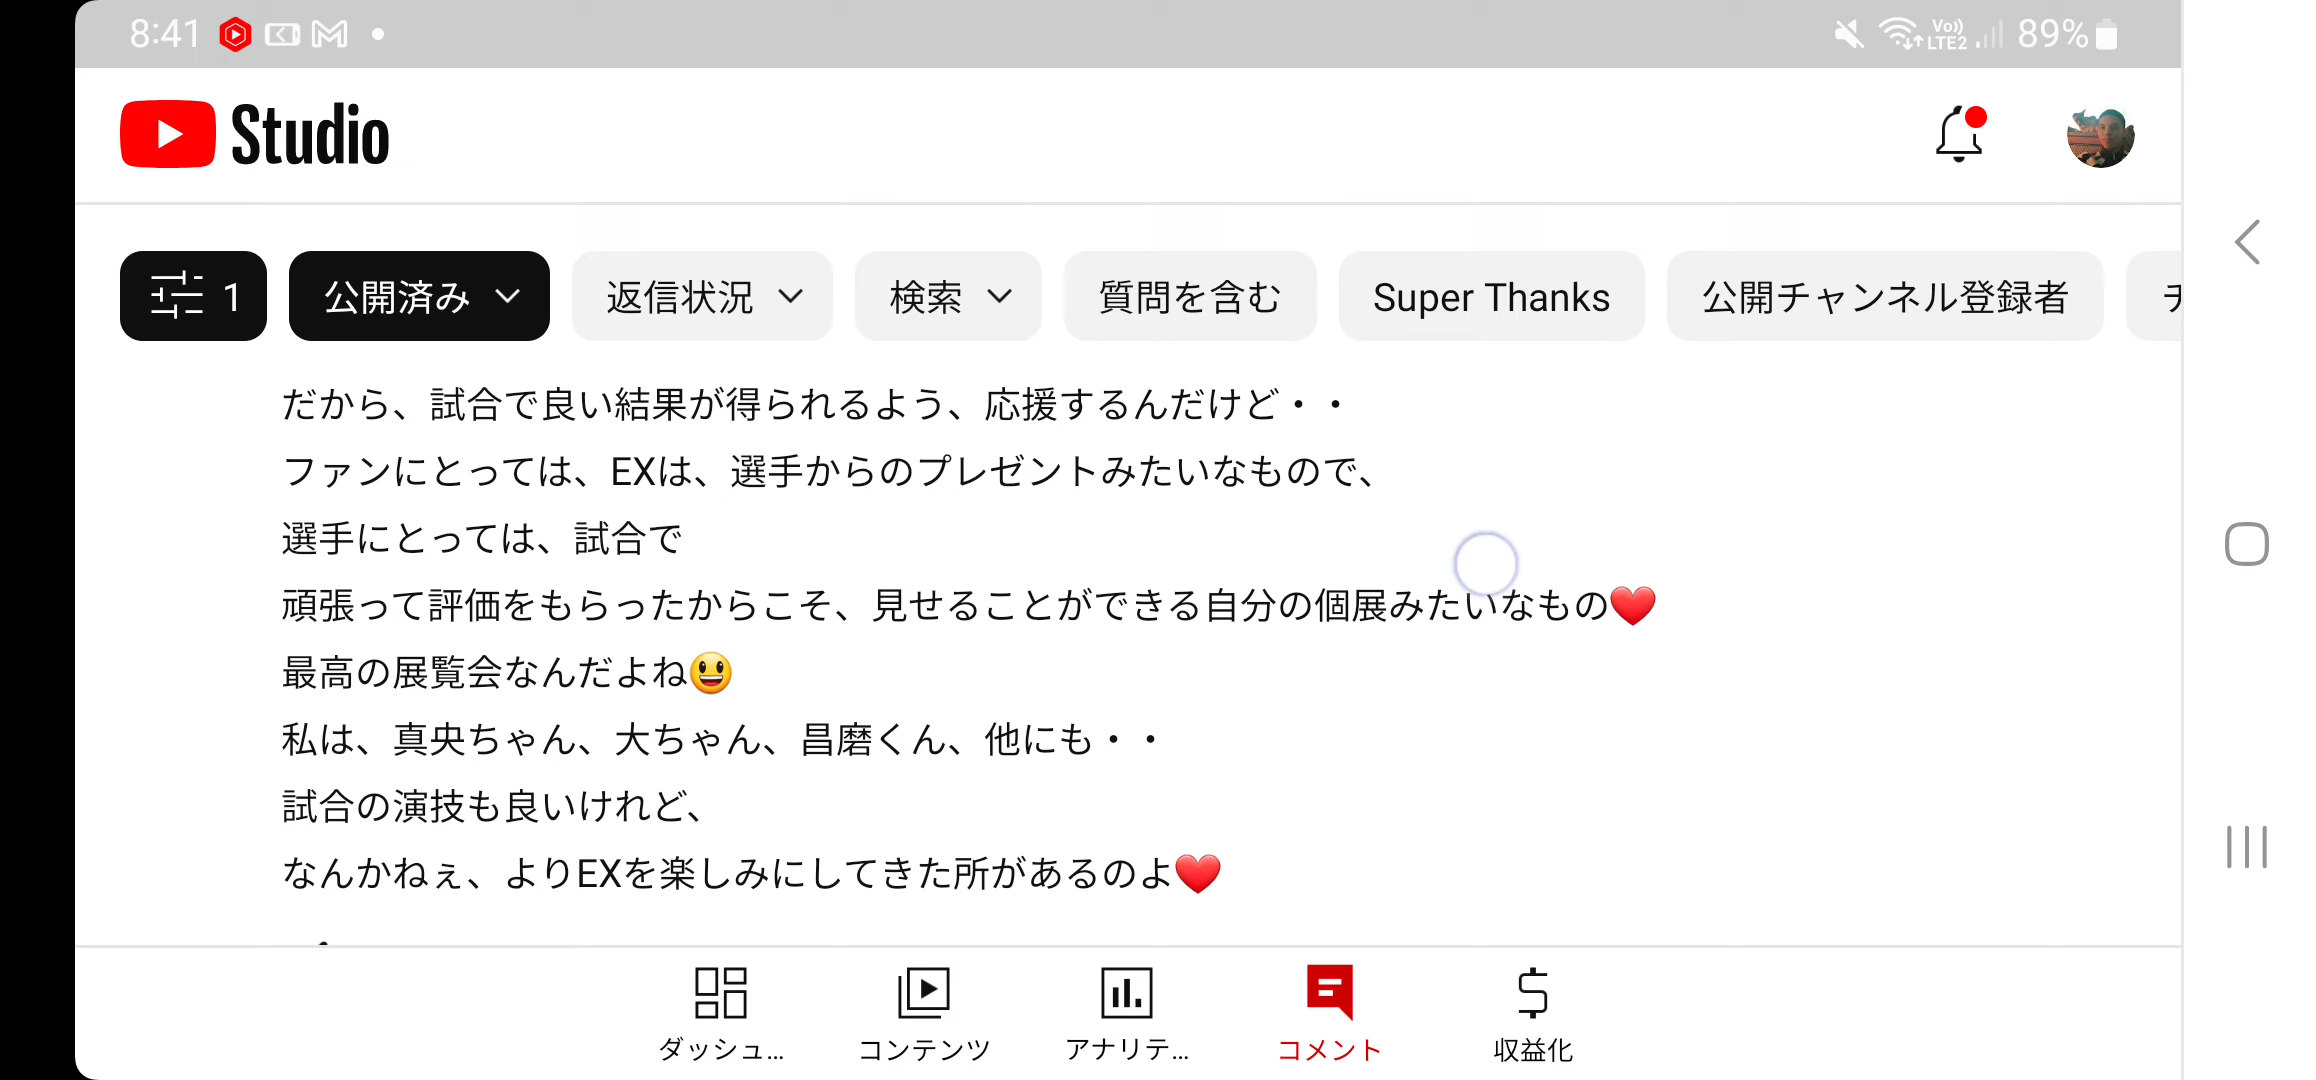 8:41
Vo)) LTE2 89%
Studio
1 公開済み 返信状況 検索 質問を含む Super Thanks 公開チャンネル登録者 チ
だから、試合で良い結果が得られるよう、応援するんだけど・・
ファンにとっては、EXは、選手からのプレゼントみたいなもので、
選手にとっては、試合で
頑張って評価をもらったからこそ、見せることができる自分の個展みたいなもの❤️
最高の展覧会なんだよね😃
私は、真央ちゃん、大ちゃん、昌磨くん、他にも・・
試合の演技も良いけれど、
なんかねぇ、よりEXを楽しみにしてきた所があるのよ❤️
ダッシュ... コンテンツ アナリテ... コメント 収益化